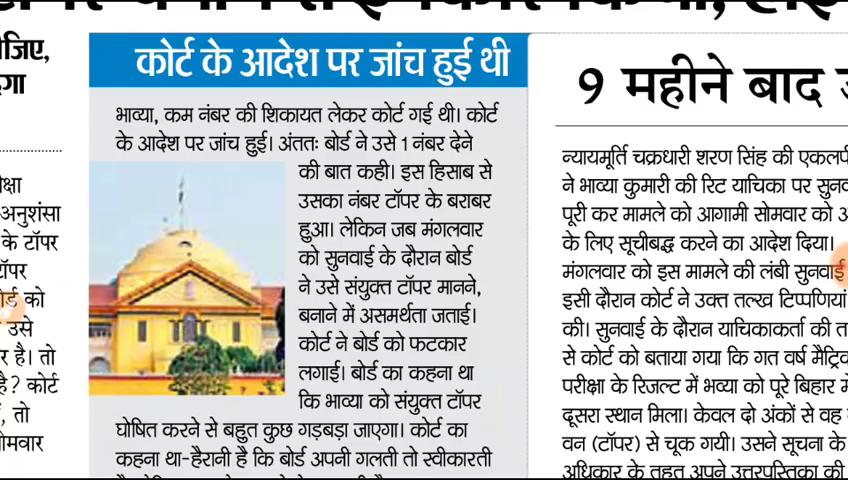 जिए,
गा
क्षा
अनुशंसा
के टॉपर
टॉपर
बोर्ड को
उसे
र है। तो
है? कोर्ट
, तो
सोमवार
कोर्ट के आदेश पर जांच हुई थी
भाव्या, कम नंबर की शिकायत लेकर कोर्ट गई थी। कोर्ट
के आदेश पर जांच हुई। अंततः बोर्ड ने उसे 1 नंबर देने
की बात कही। इस हिसाब से
उसका नंबर टॉपर के बराबर
हुआ। लेकिन जब मंगलवार
को सुनवाई के दौरान बोर्ड
ने उसे संयुक्त टॉपर मानने,
बनाने में असमर्थता जताई।
कोर्ट ने बोर्ड को फटकार
लगाई। बोर्ड का कहना था
कि भाव्या को संयुक्त टॉपर
घोषित करने से बहुत कुछ गड़बड़ा जाएगा। कोर्ट का
कहना था-हैरानी है कि बोर्ड अपनी गलती तो स्वीकारती
9 महीने बाद
न्यायमूर्ति चक्रधारी शरण सिंह की एकलपी
ने भाव्या कुमारी की रिट याचिका पर सुनव
पूरी कर मामले को आगामी सोमवार को अ
के लिए सूचीबद्ध करने का आदेश दिया।
मंगलवार को इस मामले की लंबी सुनवाई
इसी दौरान कोर्ट ने उक्त तल्ख टिप्पणियां
की। सुनवाई के दौरान याचिकाकर्ता की त
से कोर्ट को बताया गया कि गत वर्ष मैट्रिक
परीक्षा के रिजल्ट में भव्या को पूरे बिहार में
दूसरा स्थान मिला। केवल दो अंकों से वह
वन (टॉपर) से चूक गयी। उसने सूचना के
अधिकार के तहत अपने उत्तरपुस्तिका की